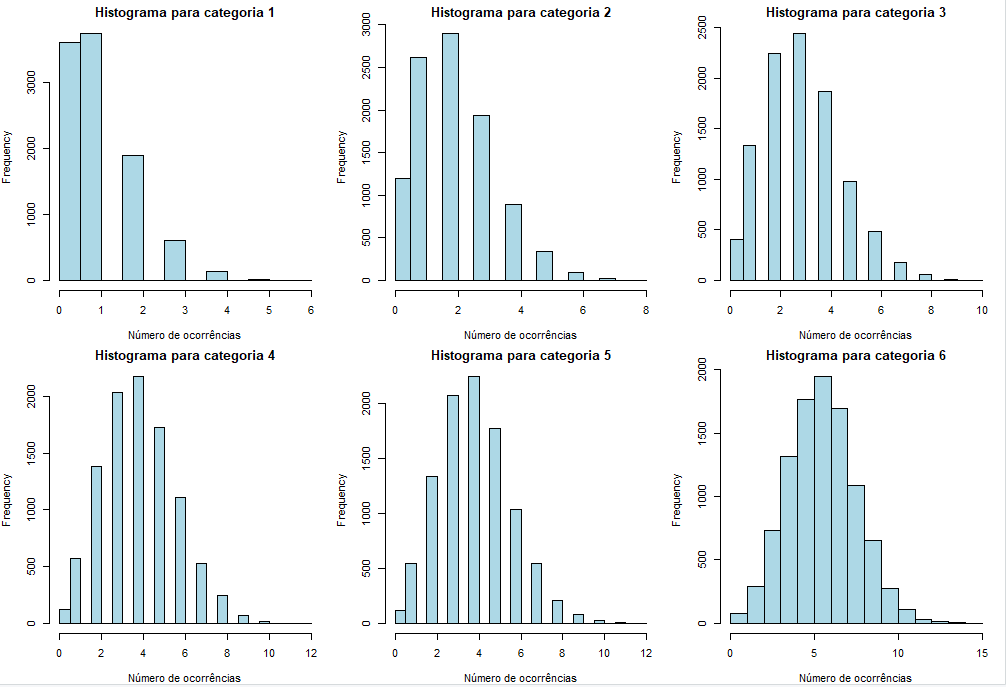 Histograma para categoria 1
Frequency
0 1000 2000 3000
0 1 2 3 4 5 6
Número de ocorrências
Histograma para categoria 2
Frequency
0 500 1000 1500 2000 2500 3000
0 2 4 6 8
Número de ocorrências
Histograma para categoria 3
Frequency
0 500 1000 1500 2000 2500
0 2 4 6 8 10
Número de ocorrências
Histograma para categoria 4
Frequency
0 500 1000 1500 2000
0 2 4 6 8 10 12
Número de ocorrências
Histograma para categoria 5
Frequency
0 500 1000 1500 2000
0 2 4 6 8 10 12
Número de ocorrências
Histograma para categoria 6
Frequency
0 500 1000 1500 2000
0 5 10 15
Número de ocorrências